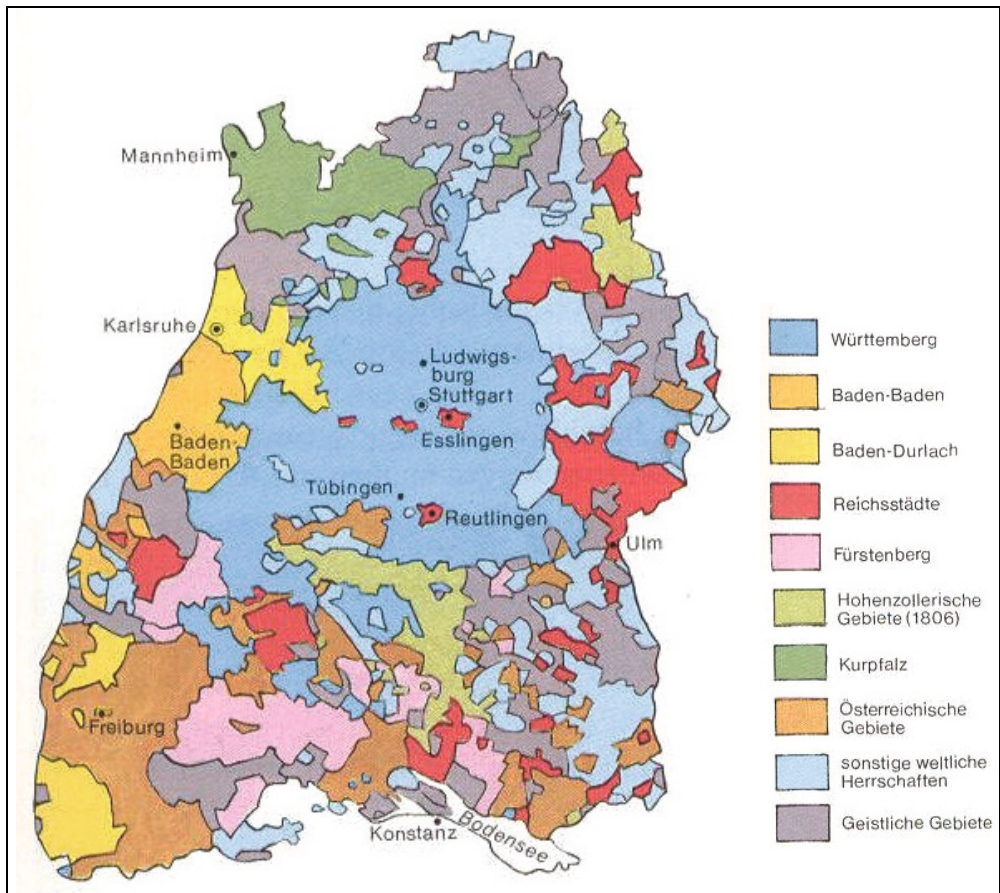 Mannheim
Karlsruhe
Ludwigs-
burg
Stuttgart
Esslingen
Baden-
Baden
Tübingen
Reutlingen
Ulm
Freiburg
Konstanz
Bodensee
Württemberg
Baden-Baden
Baden-Durlach
Reichsstädte
Fürstenberg
Hohenzollerische
Gebiete (1806)
Kurpfalz
Österreichische
Gebiete
sonstige weltliche
Herrschaften
Geistliche Gebiete